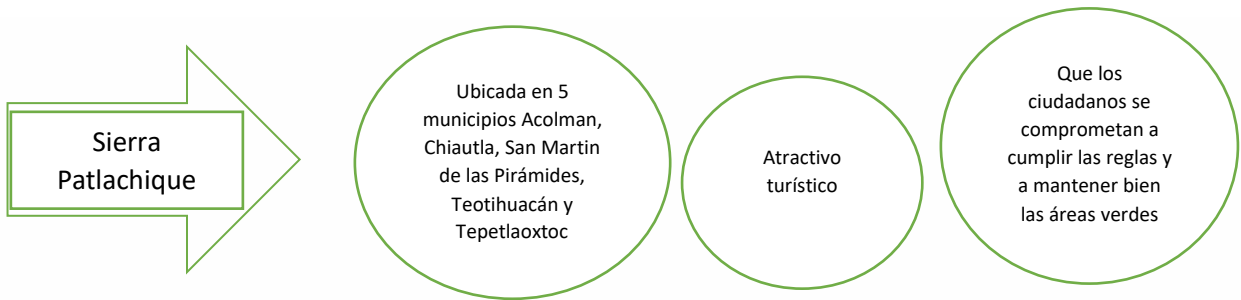 Sierra
Patlachique
Ubicada en 5
municipios Acolman,
Chiautla, San Martin
de las Pirámides,
Teotihuacán y
Tepetlaoxtoc
Atractivo
turístico
Que los
ciudadanos se
comprometan a
cumplir las reglas y
a mantener bien
las áreas verdes